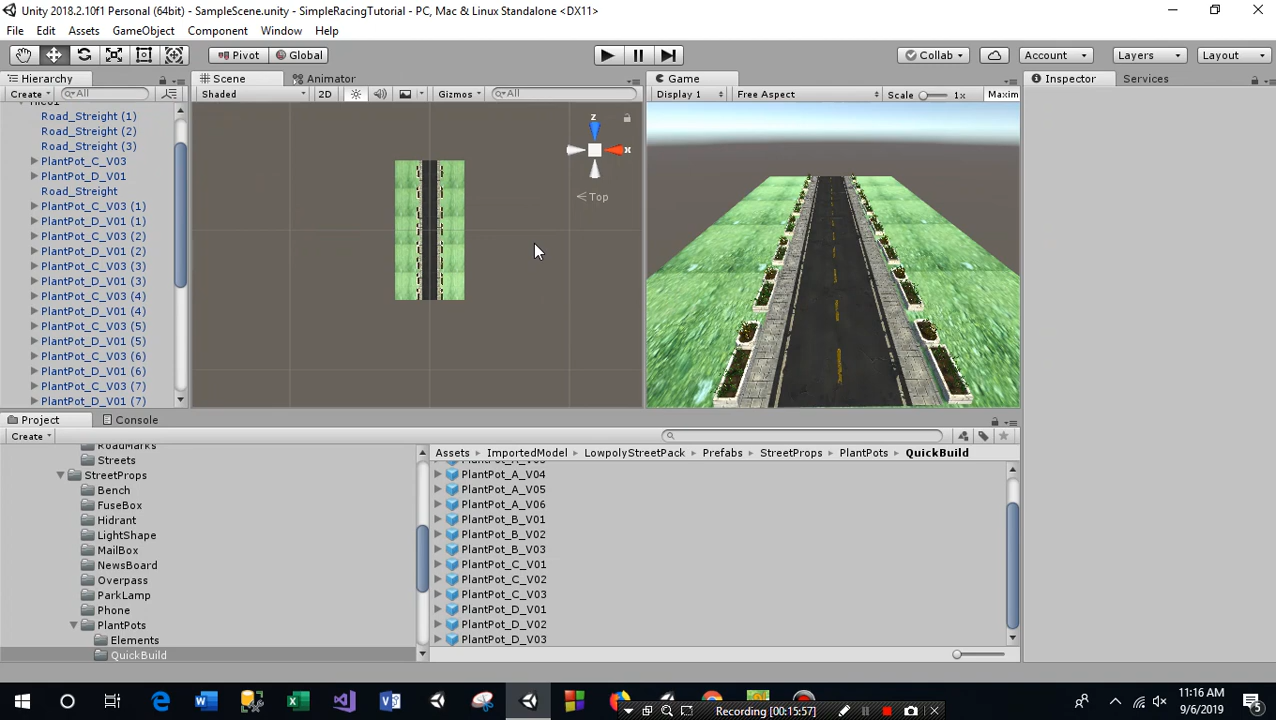 Unity 2018.2.10f1 Personal (64bit) - SampleScene.unity - SimpleRacingTutorial - PC, Mac & Linux Standalone <DX11>
File Edit Assets GameObject Component Window Help
Pivot Global Collab Account Layers Layout
Hierarchy Scene Animator Game Inspector Services
Create All Shaded 2D Gizmos All Display 1 Free Aspect Scale 1x Maxim
Road_Streight (1)
Road_Streight (2)
Road_Streight (3)
PlantPot_C_V03
PlantPot_D_V01
Road_Streight
PlantPot_C_V03 (1)
PlantPot_D_V01 (1)
PlantPot_C_V03 (2)
PlantPot_D_V01 (2)
PlantPot_C_V03 (3)
PlantPot_D_V01 (3)
PlantPot_C_V03 (4)
PlantPot_D_V01 (4)
PlantPot_C_V03 (5)
PlantPot_D_V01 (5)
PlantPot_C_V03 (6)
PlantPot_D_V01 (6)
PlantPot_C_V03 (7)
PlantPot_D_V01 (7)
z
x
Top
Project Console
Create
RoadMarks
Streets
StreetProps
Bench
FuseBox
Hidrant
LightShape
MailBox
NewsBoard
Overpass
ParkLamp
Phone
PlantPots
Elements
QuickBuild
Assets ImportedModel LowpolyStreetPack Prefabs StreetProps PlantPots QuickBuild
PlantPot_A_V04
PlantPot_A_V05
PlantPot_A_V06
PlantPot_B_V01
PlantPot_B_V02
PlantPot_B_V03
PlantPot_C_V01
PlantPot_C_V02
PlantPot_C_V03
PlantPot_D_V01
PlantPot_D_V02
PlantPot_D_V03
Recording [00:15:57]
11:16 AM
9/6/2019